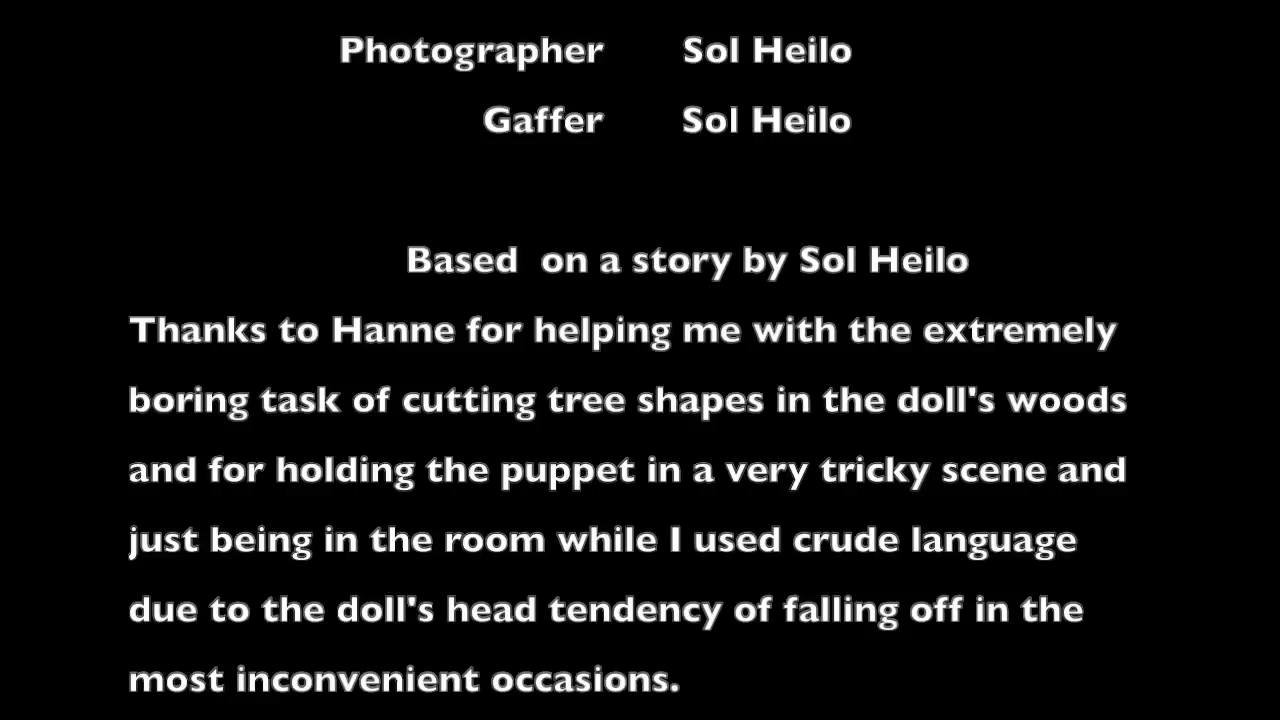 Photographer Sol Heilo
Gaffer Sol Heilo
Based on a story by Sol Heilo
Thanks to Hanne for helping me with the extremely
boring task of cutting tree shapes in the doll's woods
and for holding the puppet in a very tricky scene and
just being in the room while I used crude language
due to the doll's head tendency of falling off in the
most inconvenient occasions.